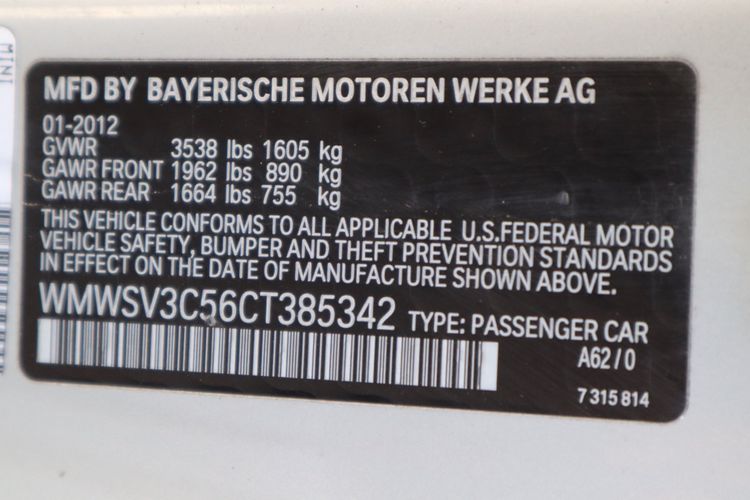 MFD BY BAYERISCHE MOTOREN WERKE AG
01-2012
GVWR 3538 lbs 1605 kg
GAWR FRONT 1962 lbs 890 kg
GAWR REAR 1664 lbs 755 kg
THIS VEHICLE CONFORMS TO ALL APPLICABLE U.S.FEDERAL MOTOR
VEHICLE SAFETY, BUMPER AND THEFT PREVENTION STANDARDS
IN EFFECT ON THE DATE OF MANUFACTURE SHOWN ABOVE.
WMWSV3C56CT385342 TYPE: PASSENGER CAR
A62/0
7 315 814
MINI